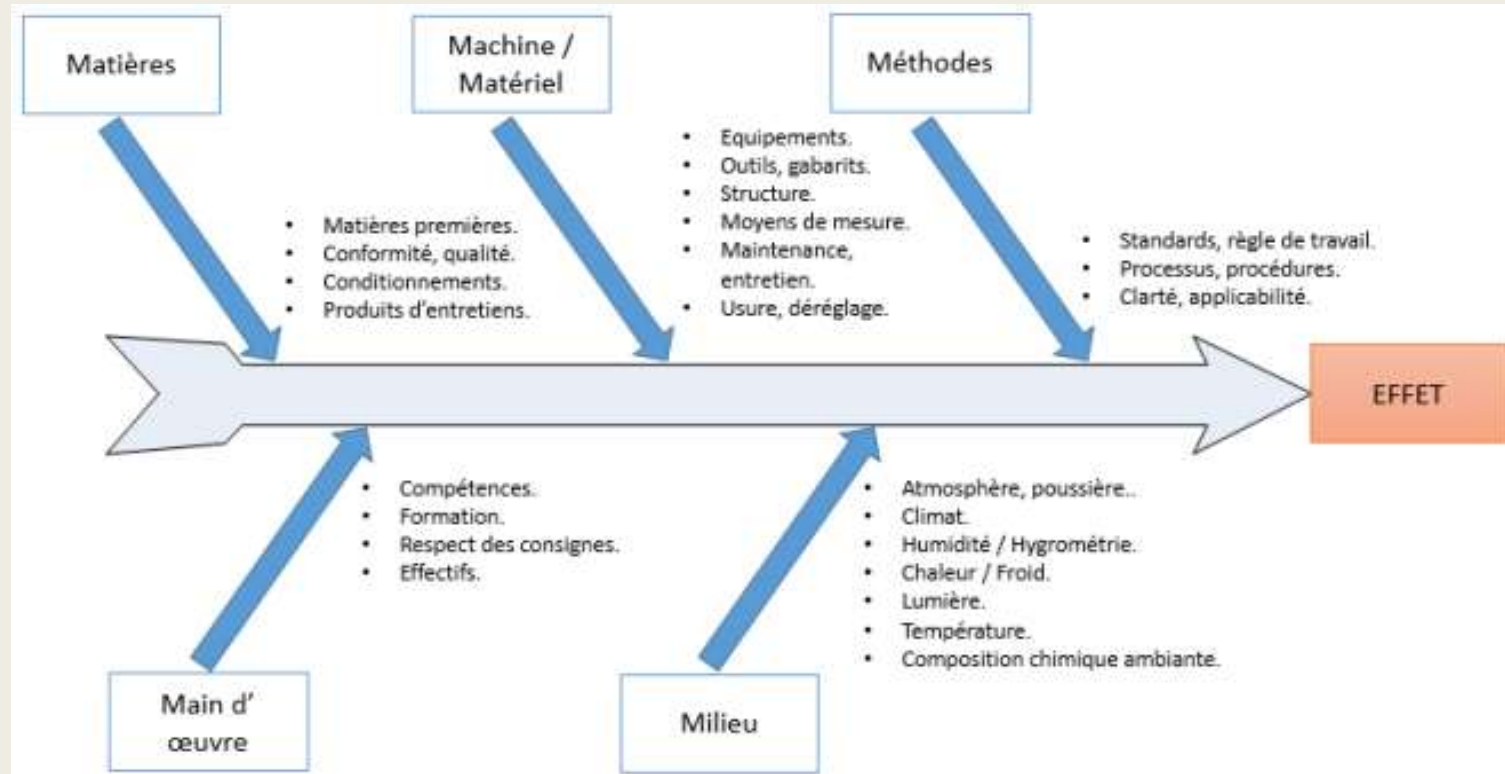 Matières
Machine /
Matériel
Méthodes
• Matières premières.
• Conformité, qualité.
• Conditionnements.
• Produits d'entretiens.
• Equipements.
• Outils, gabarits.
• Structure.
• Moyens de mesure.
• Maintenance,
entretien.
• Usure, déréglage.
• Standards, règle de travail.
• Processus, procédures.
• Clarté, applicabilité.
EFFET
• Compétences.
• Formation.
• Respect des consignes.
• Effectifs.
• Atmosphère, poussière..
• Climat.
• Humidité / Hygrométrie.
• Chaleur / Froid.
• Lumière.
• Température.
• Composition chimique ambiante.
Main d'
œuvre
Milieu